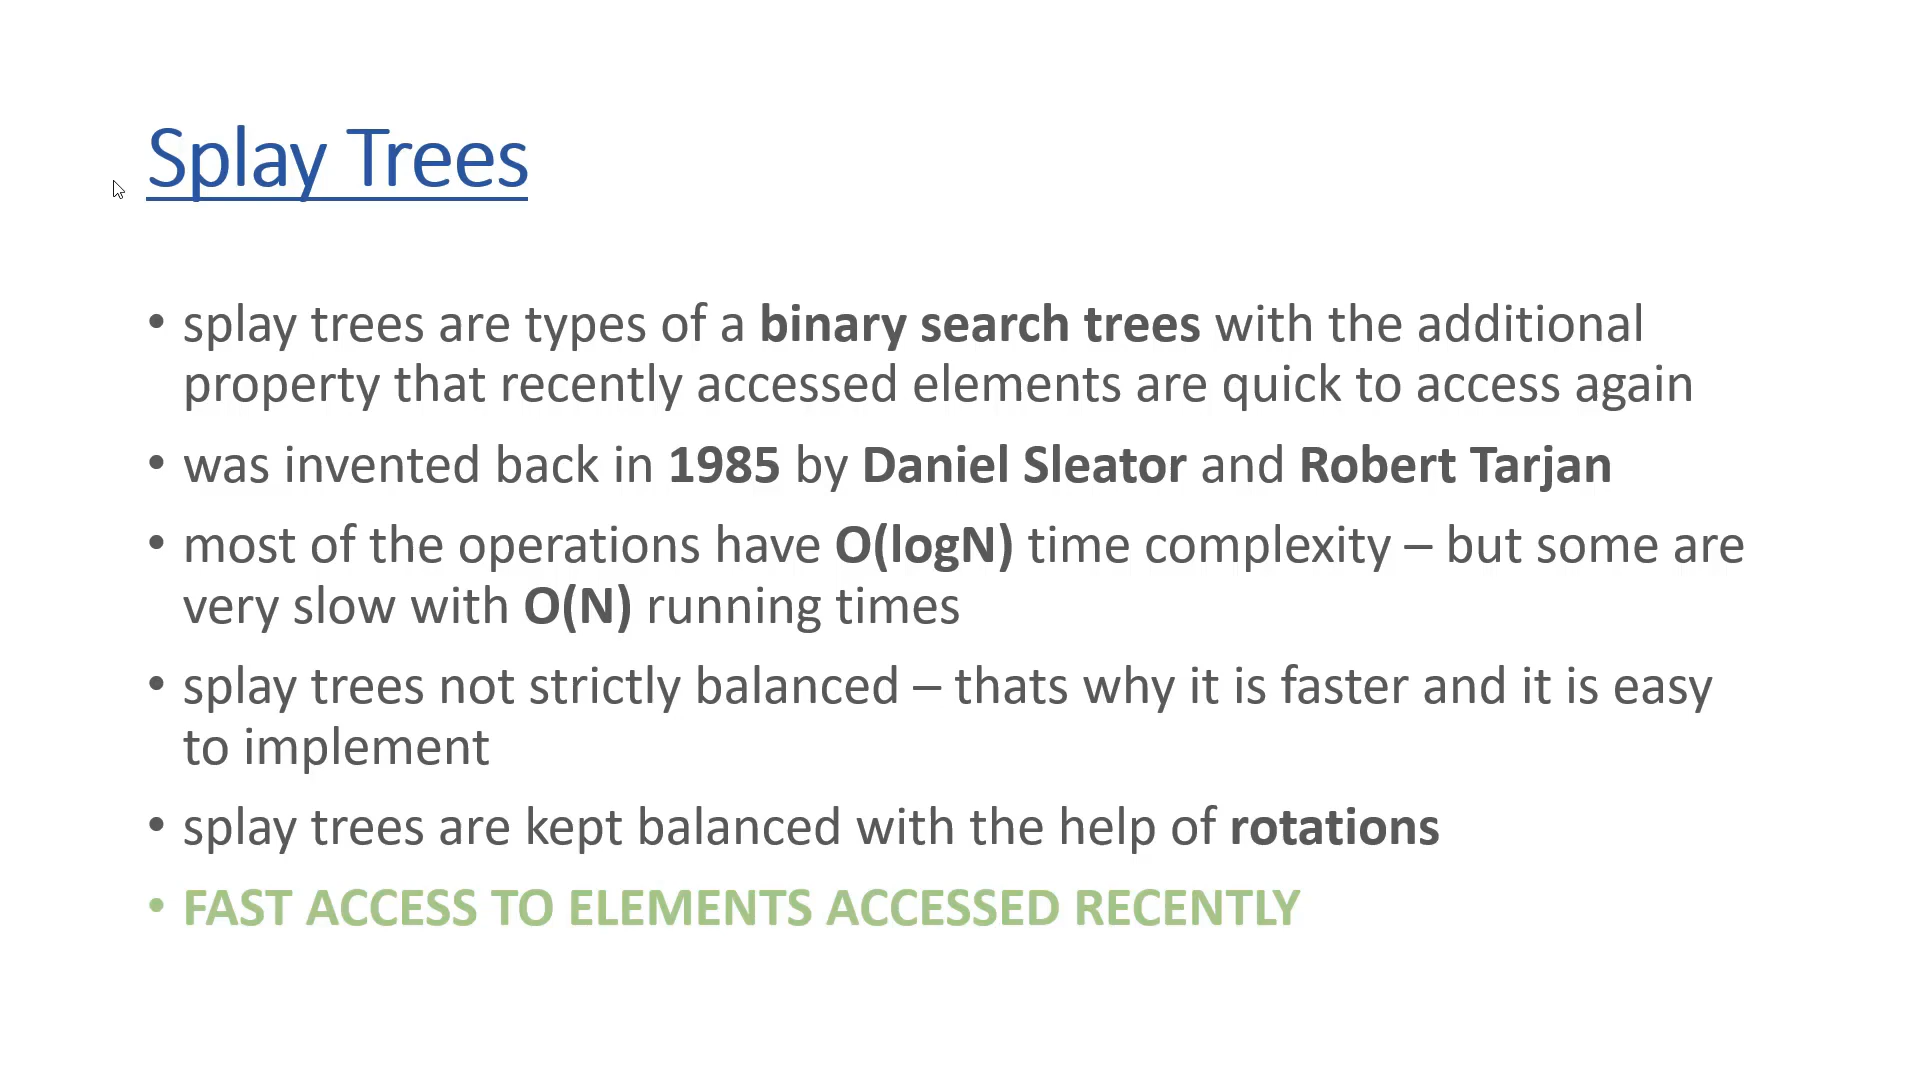 Splay Trees
• splay trees are types of a binary search trees with the additional
property that recently accessed elements are quick to access again
• was invented back in 1985 by Daniel Sleator and Robert Tarjan
• most of the operations have O(logN) time complexity – but some are
very slow with O(N) running times
• splay trees not strictly balanced – thats why it is faster and it is easy
to implement
• splay trees are kept balanced with the help of rotations
• FAST ACCESS TO ELEMENTS ACCESSED RECENTLY